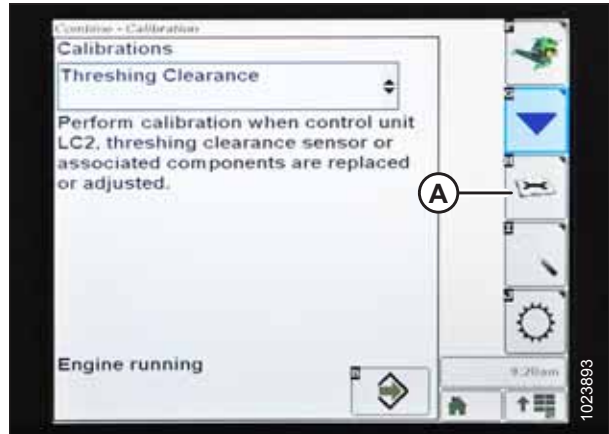 Combine - Calibration
Calibrations
Threshing Clearance
Perform calibration when control unit
LC2, threshing clearance sensor or
associated components are replaced
or adjusted.
A
Engine running
9:20am
1023893